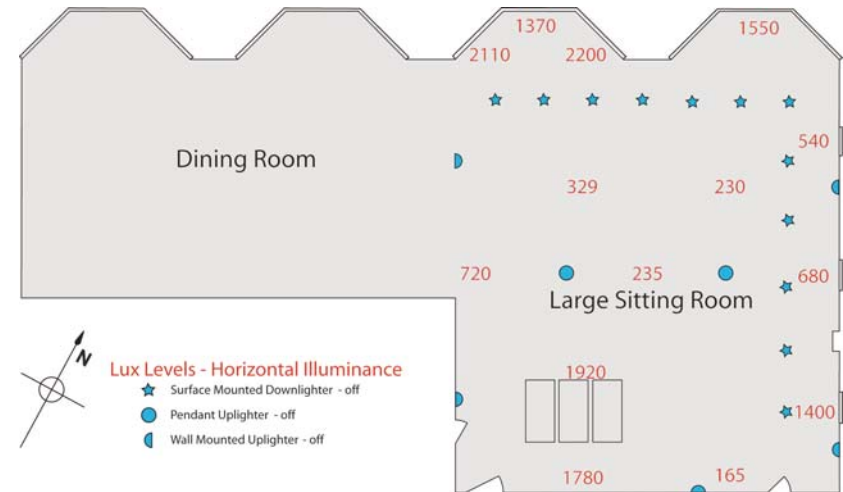 1370
1550
2110
2200
540
Dining Room
329
230
720
235
680
Large Sitting Room
N
Lux Levels - Horizontal Illuminance
Surface Mounted Downlighter - off
Pendant Uplighter - off
Wall Mounted Uplighter - off
1920
1400
1780
165